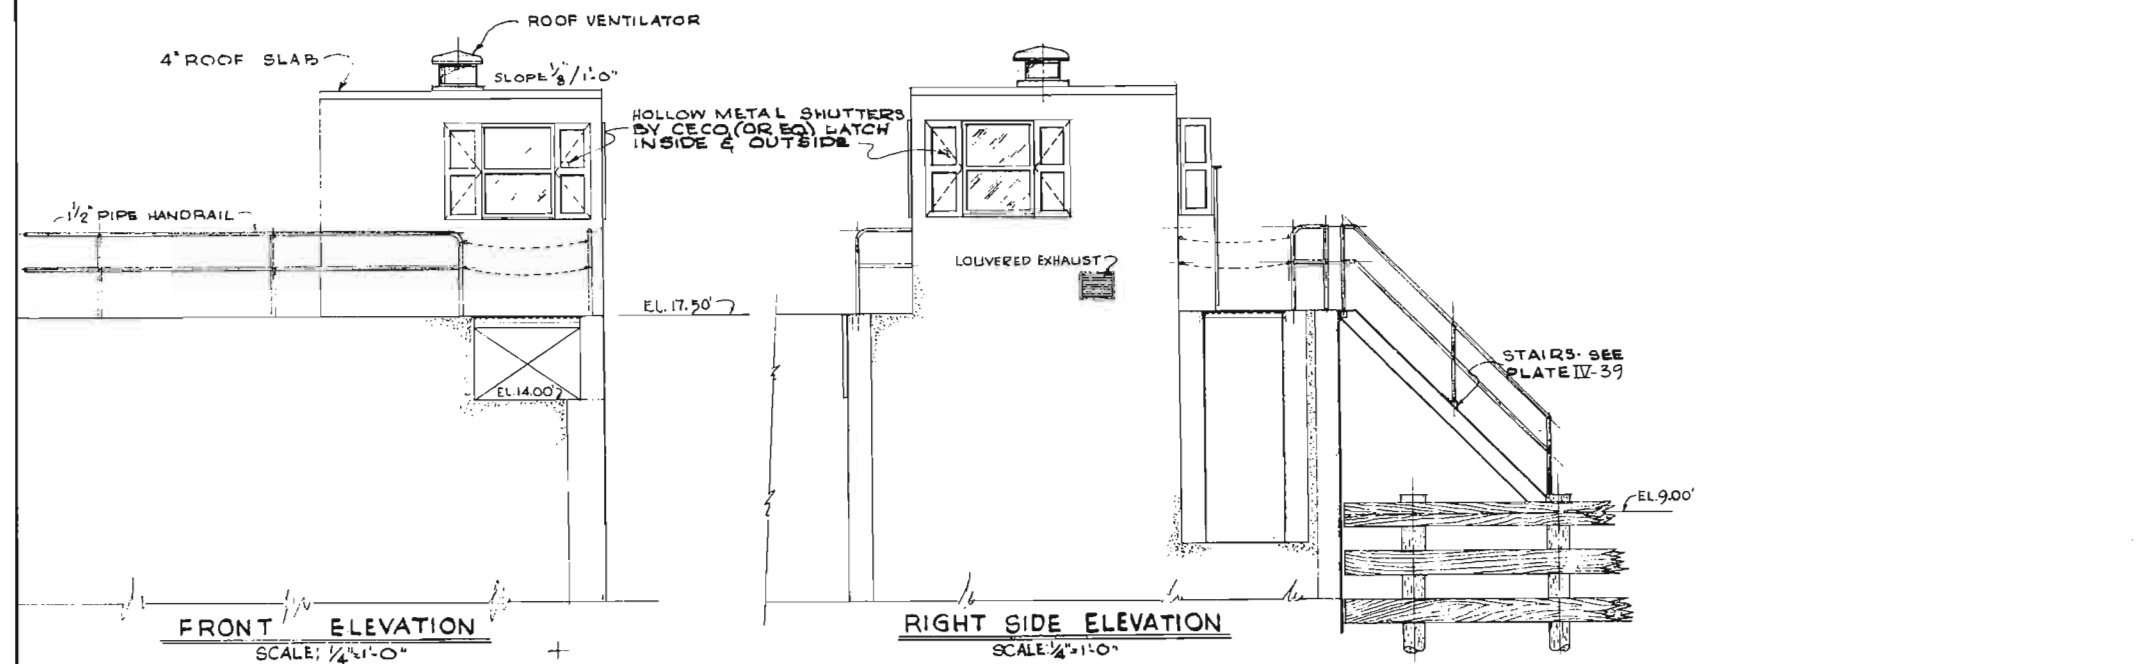 ROOF VENTILATOR
4" ROOF SLAB
SLOPE 1/8"/1'-0"
HOLLOW METAL SHUTTERS
BY CECO (OR EQ) LATCH
INSIDE & OUTSIDE
1 1/2" PIPE HANDRAIL
LOUVERED EXHAUST
EL. 17.50'
STAIRS. SEE
PLATE IV-39
EL. 14.00'
EL. 9.00'
FRONT ELEVATION
SCALE: 1/4"=1'-0"
RIGHT SIDE ELEVATION
SCALE: 1/4"=1'-0"